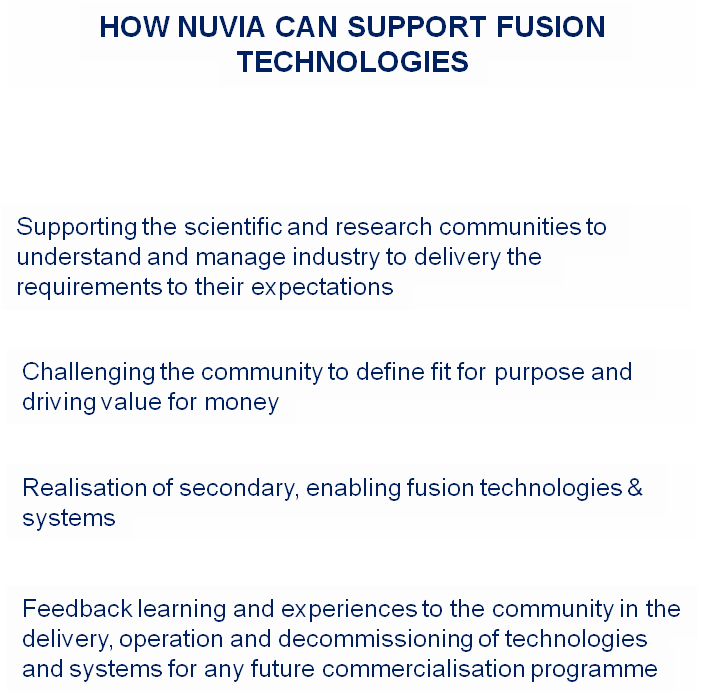 HOW NUVIA CAN SUPPORT FUSION
TECHNOLOGIES
Supporting the scientific and research communities to
understand and manage industry to delivery the
requirements to their expectations
Challenging the community to define fit for purpose and
driving value for money
Realisation of secondary, enabling fusion technologies &
systems
Feedback learning and experiences to the community in the
delivery, operation and decommissioning of technologies
and systems for any future commercialisation programme